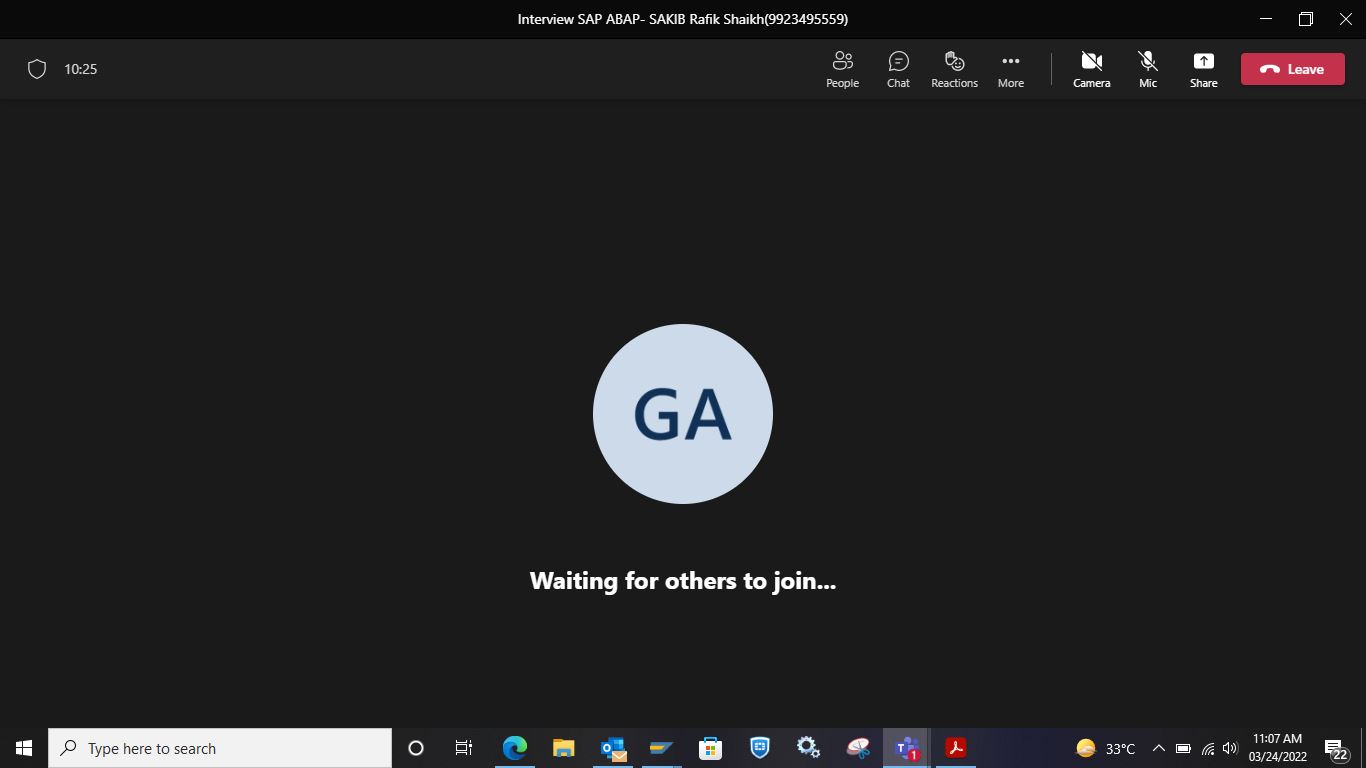 Interview SAP ABAP- SAKIB Rafik Shaikh(9923495559)
10:25
People
Chat
Reactions
More
Camera
Mic
Share
Leave
GA
Waiting for others to join...
Type here to search
1
33°C
11:07 AM
03/24/2022
22